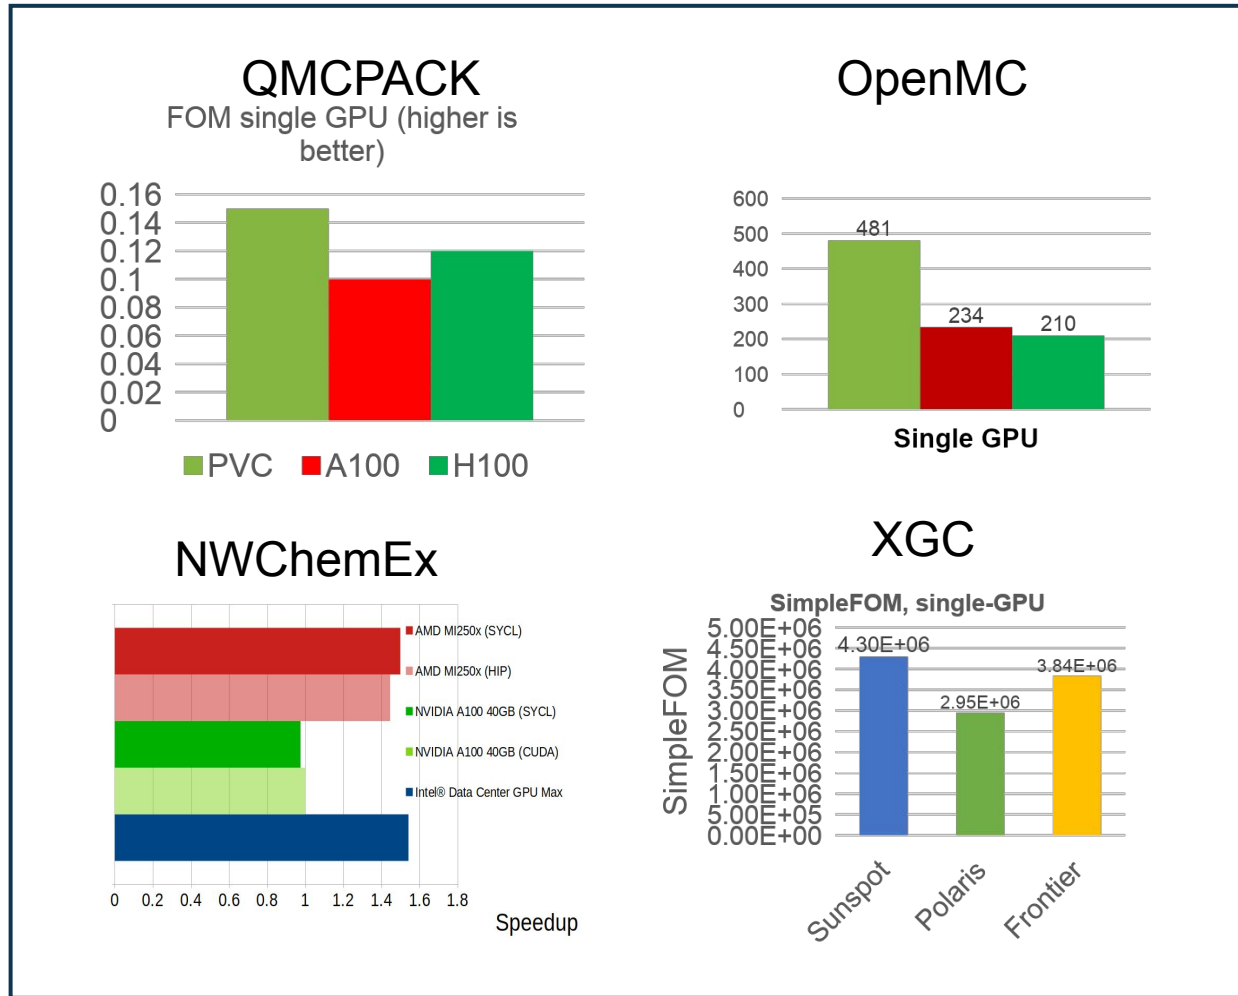 QMCPACK
FOM single GPU (higher is
better)
0.16
0.14
0.12
0.1
0.08
0.06
0.04
0.02
0
PVC A100 H100
OpenMC
600
500
400
300
200
100
0
481
234
210
Single GPU
NWChemEx
AMD MI250x (SYCL)
AMD MI250x (HIP)
NVIDIA A100 40GB (SYCL)
NVIDIA A100 40GB (CUDA)
Intel® Data Center GPU Max
0 0.2 0.4 0.6 0.8 1 1.2 1.4 1.6 1.8
Speedup
XGC
SimpleFOM, single-GPU
SimpleFOM
5.00E+06
4.50E+06
4.00E+06
3.50E+06
3.00E+06
2.50E+06
2.00E+06
1.50E+06
1.00E+06
5.00E+05
0.00E+00
4.30E+06
2.95E+06
3.84E+06
Sunspot
Polaris
Frontier